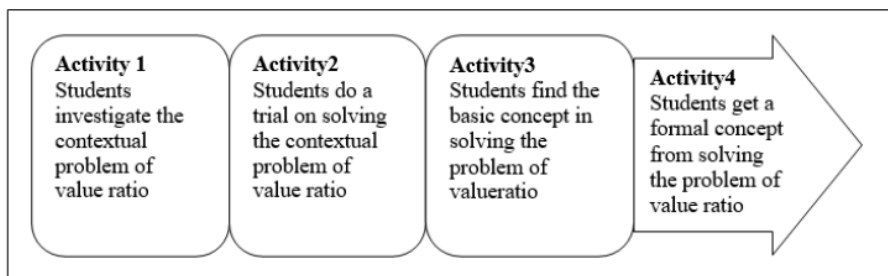 Activity 1
Students
investigate the
contextual
problem of
value ratio
Activity2
Students do a
trial on solving
the contextual
problem of
value ratio
Activity3
Students find the
basic concept in
solving the
problem of
valueratio
Activity4
Students get a
formal concept
from solving
the problem of
value ratio